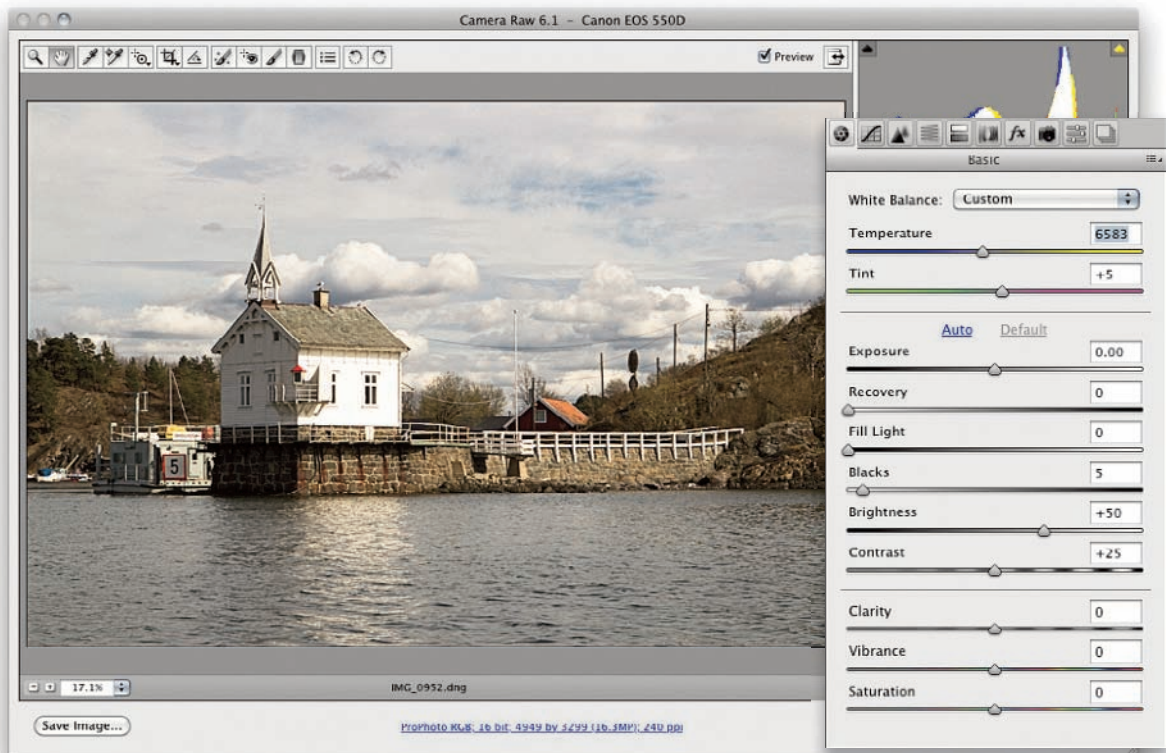 Camera Raw 6.1 – Canon EOS 550D
Preview
fx
Basic
White Balance: Custom
Temperature 6583
Tint +5
Auto Default
Exposure 0.00
Recovery 0
Fill Light 0
Blacks 5
Brightness +50
Contrast +25
Clarity 0
Vibrance 0
Saturation 0
5
17.1%
IMG_0952.dng
Save Image...
ProPhoto RGB; 16 bit; 4949 by 3299 (16.3MP); 240 ppi